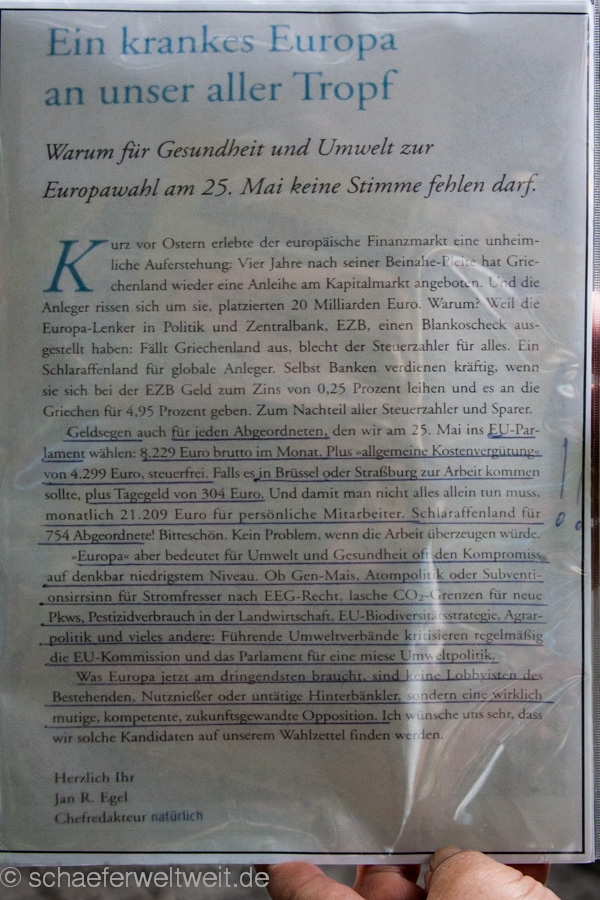 Ein krankes Europa
an unser aller Tropf
Warum für Gesundheit und Umwelt zur
Europawahl am 25. Mai keine Stimme fehlen darf.
Kurz vor Ostern erlebte der europäische Finanzmarkt eine unheim-
liche Auferstehung: Vier Jahre nach seiner Beinahe-Pleite hat Grie-
chenland wieder eine Anleihe am Kapitalmarkt angeboten. Und die
Anleger rissen sich um sie, platzierten 20 Milliarden Euro. Warum? Weil die
Europa-Lenker in Politik und Zentralbank, EZB, einen Blankoscheck aus-
gestellt haben: Fällt Griechenland aus, blecht der Steuerzahler für alles. Ein
Schlaraffenland für globale Anleger. Selbst Banken verdienen kräftig, wenn
sie sich bei der EZB Geld zum Zins von 0,25 Prozent leihen und es an die
Griechen für 4,95 Prozent geben. Zum Nachteil aller Steuerzahler und Sparer.
Geldsegen auch für jeden Abgeordneten, den wir am 25. Mai ins EU-Par-
lament wählen: 8.229 Euro brutto im Monat. Plus »allgemeine Kostenvergütung«
von 4.299 Euro, steuerfrei. Falls es in Brüssel oder Straßburg zur Arbeit kommen
sollte, plus Tagegeld von 304 Euro. Und damit man nicht alles allein tun muss,
monatlich 21.209 Euro für persönliche Mitarbeiter. Schlaraffenland für
754 Abgeordnete! Bitteschön. Kein Problem, wenn die Arbeit überzeugen würde.
»Europa« aber bedeutet für Umwelt und Gesundheit oft den Kompromiss
auf denkbar niedrigstem Niveau. Ob Gen-Mais, Atompolitik oder Subventi-
onsirrsinn für Stromfresser nach EEG-Recht, lasche CO₂-Grenzen für neue
Pkws, Pestizidverbrauch in der Landwirtschaft, EU-Biodiversitätsstrategie, Agrar-
politik und vieles andere: Führende Umweltverbände kritisieren regelmäßig
die EU-Kommission und das Parlament für eine miese Umweltpolitik.
Was Europa jetzt am dringendsten braucht, sind keine Lobbyisten des
Bestehenden, Nutznießer oder untätige Hinterbänkler, sondern eine wirklich
mutige, kompetente, zukunftsgewandte Opposition. Ich wünsche uns sehr, dass
wir solche Kandidaten auf unserem Wahlzettel finden werden.
Herzlich Ihr
Jan R. Egel
Chefredakteur natürlich
© schaeferweltweit.de